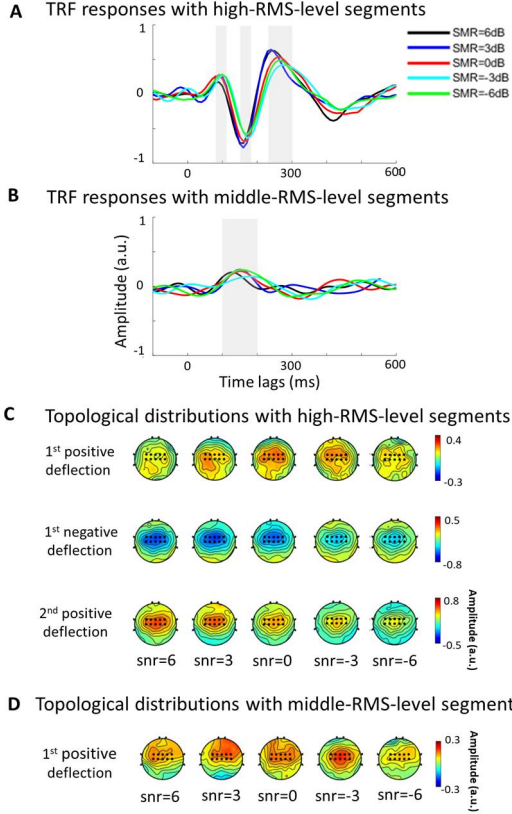 A TRF responses with high-RMS-level segments
SMR=6dB
SMR=3dB
SMR=0dB
SMR=-3dB
SMR=-6dB
1
0
-1
0 300 600
B TRF responses with middle-RMS-level segments
1
0
-1
Amplitude (a.u.)
0 300 600
Time lags (ms)
C Topological distributions with high-RMS-level segments
1st positive
deflection
0.4
-0.3
1st negative
deflection
0.5
-0.8
2nd positive
deflection
0.8
-0.5
Amplitude (a.u.)
snr=6 snr=3 snr=0 snr=-3 snr=-6
D Topological distributions with middle-RMS-level segment
1st positive
deflection
0.3
-0.3
Amplitude (a.u.)
snr=6 snr=3 snr=0 snr=-3 snr=-6